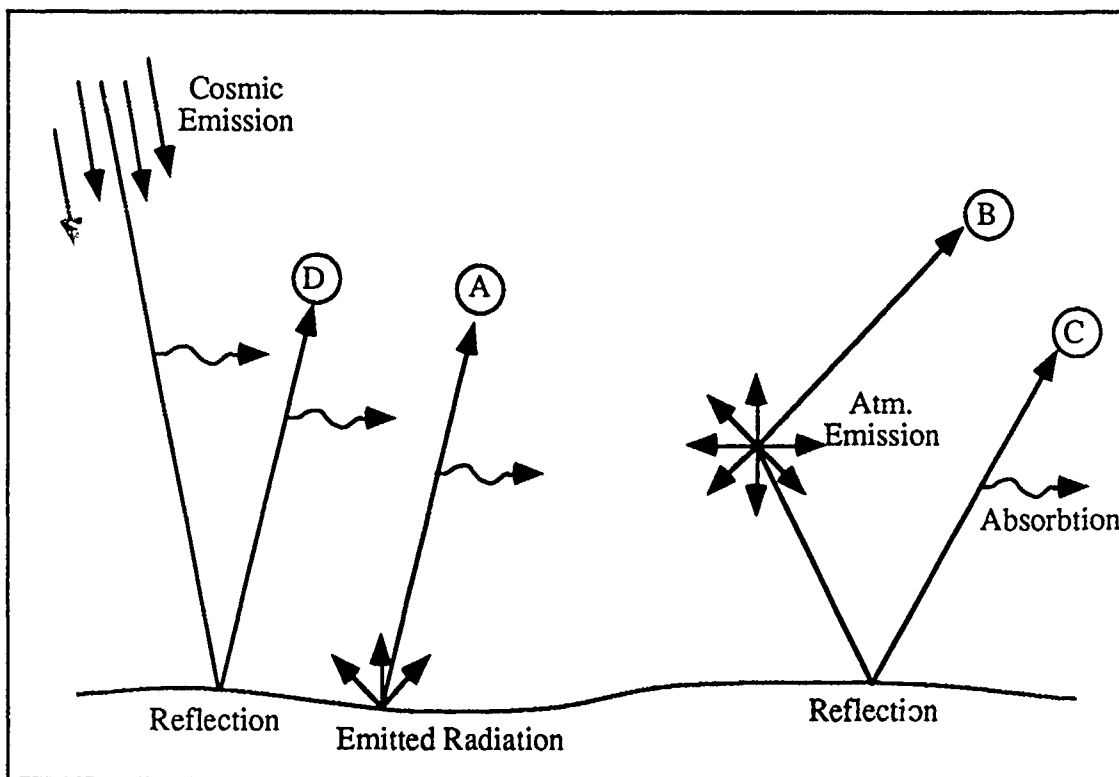 Cosmic
Emission
B
D
A
C
Atm.
Emission
Absorbtion
Reflection
Emitted Radiation
Reflection